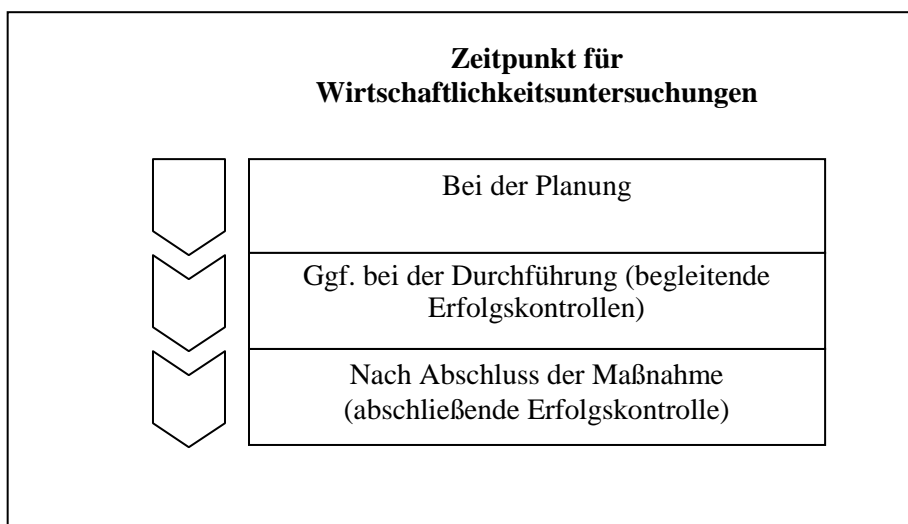 Zeitpunkt für
Wirtschaftlichkeitsuntersuchungen
Bei der Planung
Ggf. bei der Durchführung (begleitende
Erfolgskontrollen)
Nach Abschluss der Maßnahme
(abschließende Erfolgskontrolle)